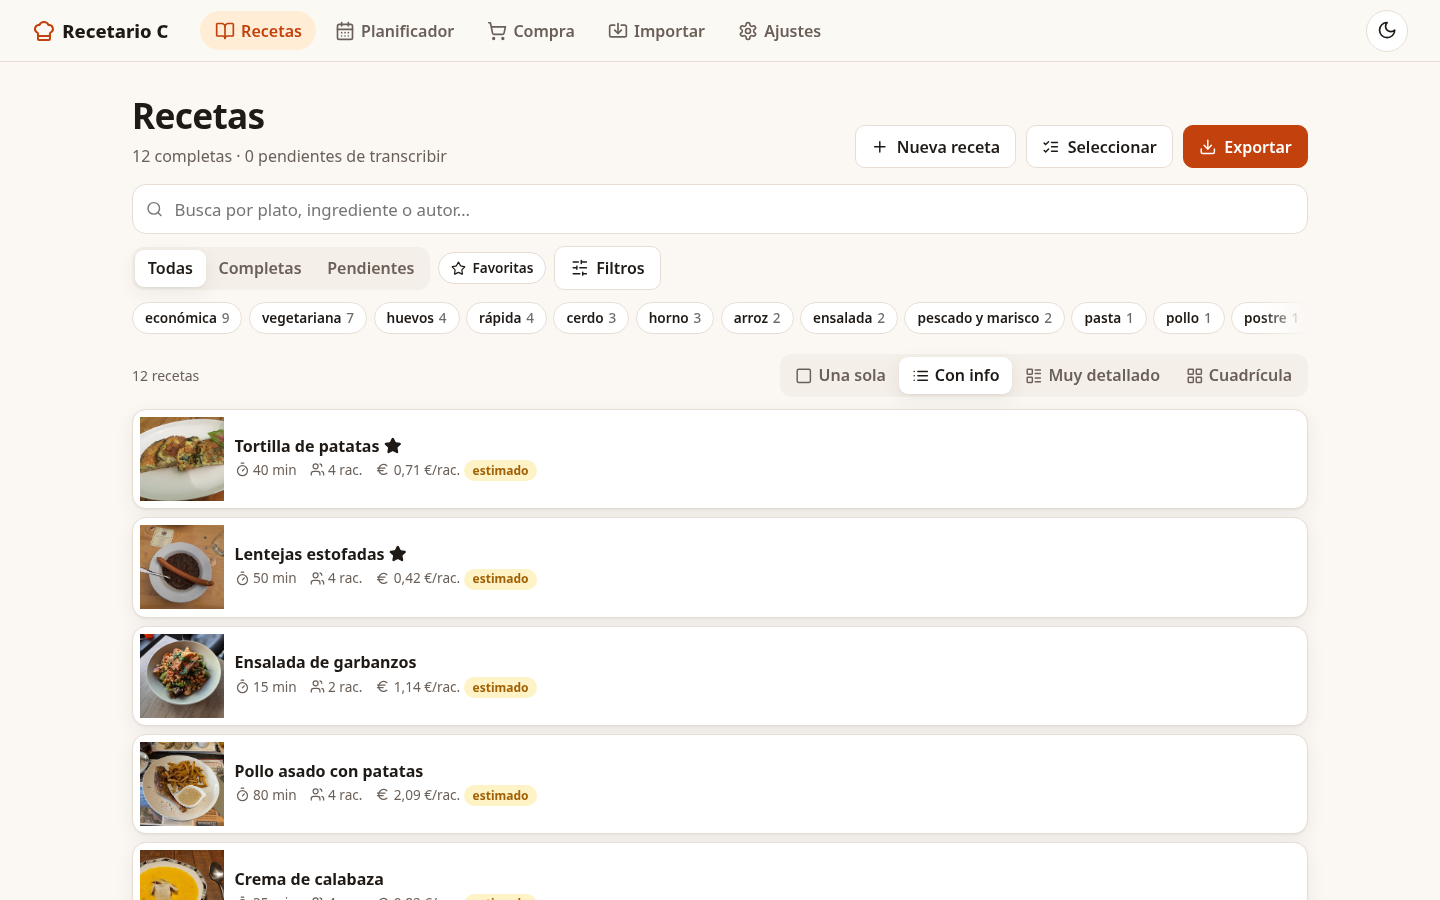 Recetario C
Recetas
Planificador
Compra
Importar
Ajustes
Recetas
12 completas · 0 pendientes de transcribir
Nueva receta
Seleccionar
Exportar
Busca por plato, ingrediente o autor...
Todas
Completas
Pendientes
Favoritas
Filtros
económica 9
vegetariana 7
huevos 4
rápida 4
cerdo 3
horno 3
arroz 2
ensalada 2
pescado y marisco 2
pasta 1
pollo 1
postre 1
12 recetas
Una sola
Con info
Muy detallado
Cuadrícula
Tortilla de patatas
40 min 4 rac. € 0,71 €/rac. estimado
Lentejas estofadas
50 min 4 rac. € 0,42 €/rac. estimado
Ensalada de garbanzos
15 min 2 rac. € 1,14 €/rac. estimado
Pollo asado con patatas
80 min 4 rac. € 2,09 €/rac. estimado
Crema de calabaza